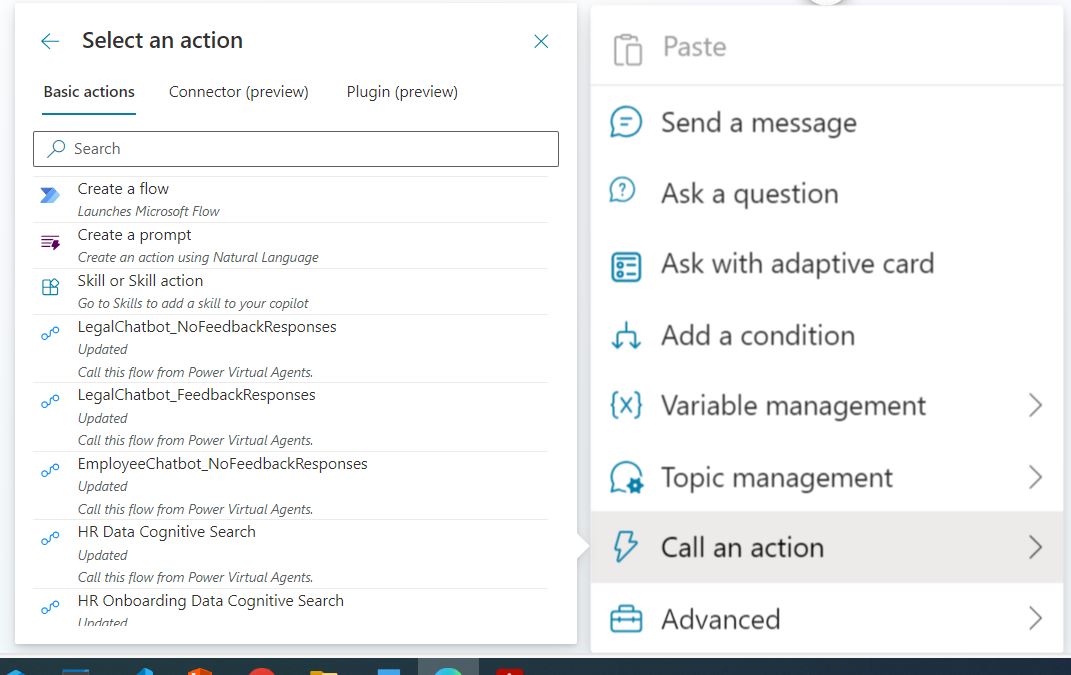 Select an action
Basic actions
Connector (preview)
Plugin (preview)
Search
Create a flow
Launches Microsoft Flow
Create a prompt
Create an action using Natural Language
Skill or Skill action
Go to Skills to add a skill to your copilot
LegalChatbot_NoFeedbackResponses
Updated
Call this flow from Power Virtual Agents.
LegalChatbot_FeedbackResponses
Updated
Call this flow from Power Virtual Agents.
EmployeeChatbot_NoFeedbackResponses
Updated
Call this flow from Power Virtual Agents.
HR Data Cognitive Search
Updated
Call this flow from Power Virtual Agents.
HR Onboarding Data Cognitive Search
Updated
Paste
Send a message
Ask a question
Ask with adaptive card
Add a condition
Variable management
Topic management
Call an action
Advanced